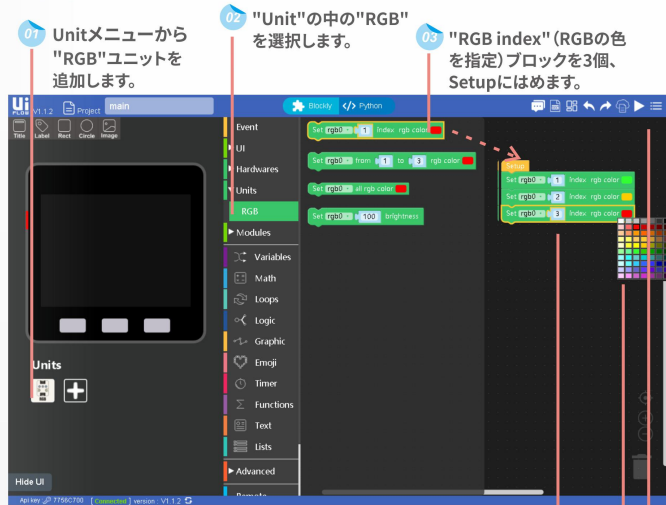 01 Unitメニューから
"RGB"ユニットを
追加します。
02 "Unit"の中の"RGB"
を選択します。
03 "RGB index"（RGBの色
を指定）ブロックを3個、
Setupにはめます。
Ui FLOW V1.1.2 Project main Blockly </> Python
Title Label Rect Circle Image
Event
UI
Hardwares
Units
RGB
Modules
Variables
Math
Loops
Logic
Graphic
Emoji
Timer
Functions
Text
Lists
Advanced
Remote
Set rgb0 1 Index rgb color
Set rgb0 from 1 to 3 rgb color
Set rgb0 all rgb color
Set rgb0 100 brightness
Setup
Set rgb0 1 Index rgb color
Set rgb0 2 Index rgb color
Set rgb0 3 Index rgb color
Units
Hide UI
Api key 7758C700 [Connected] version : V1.1.2